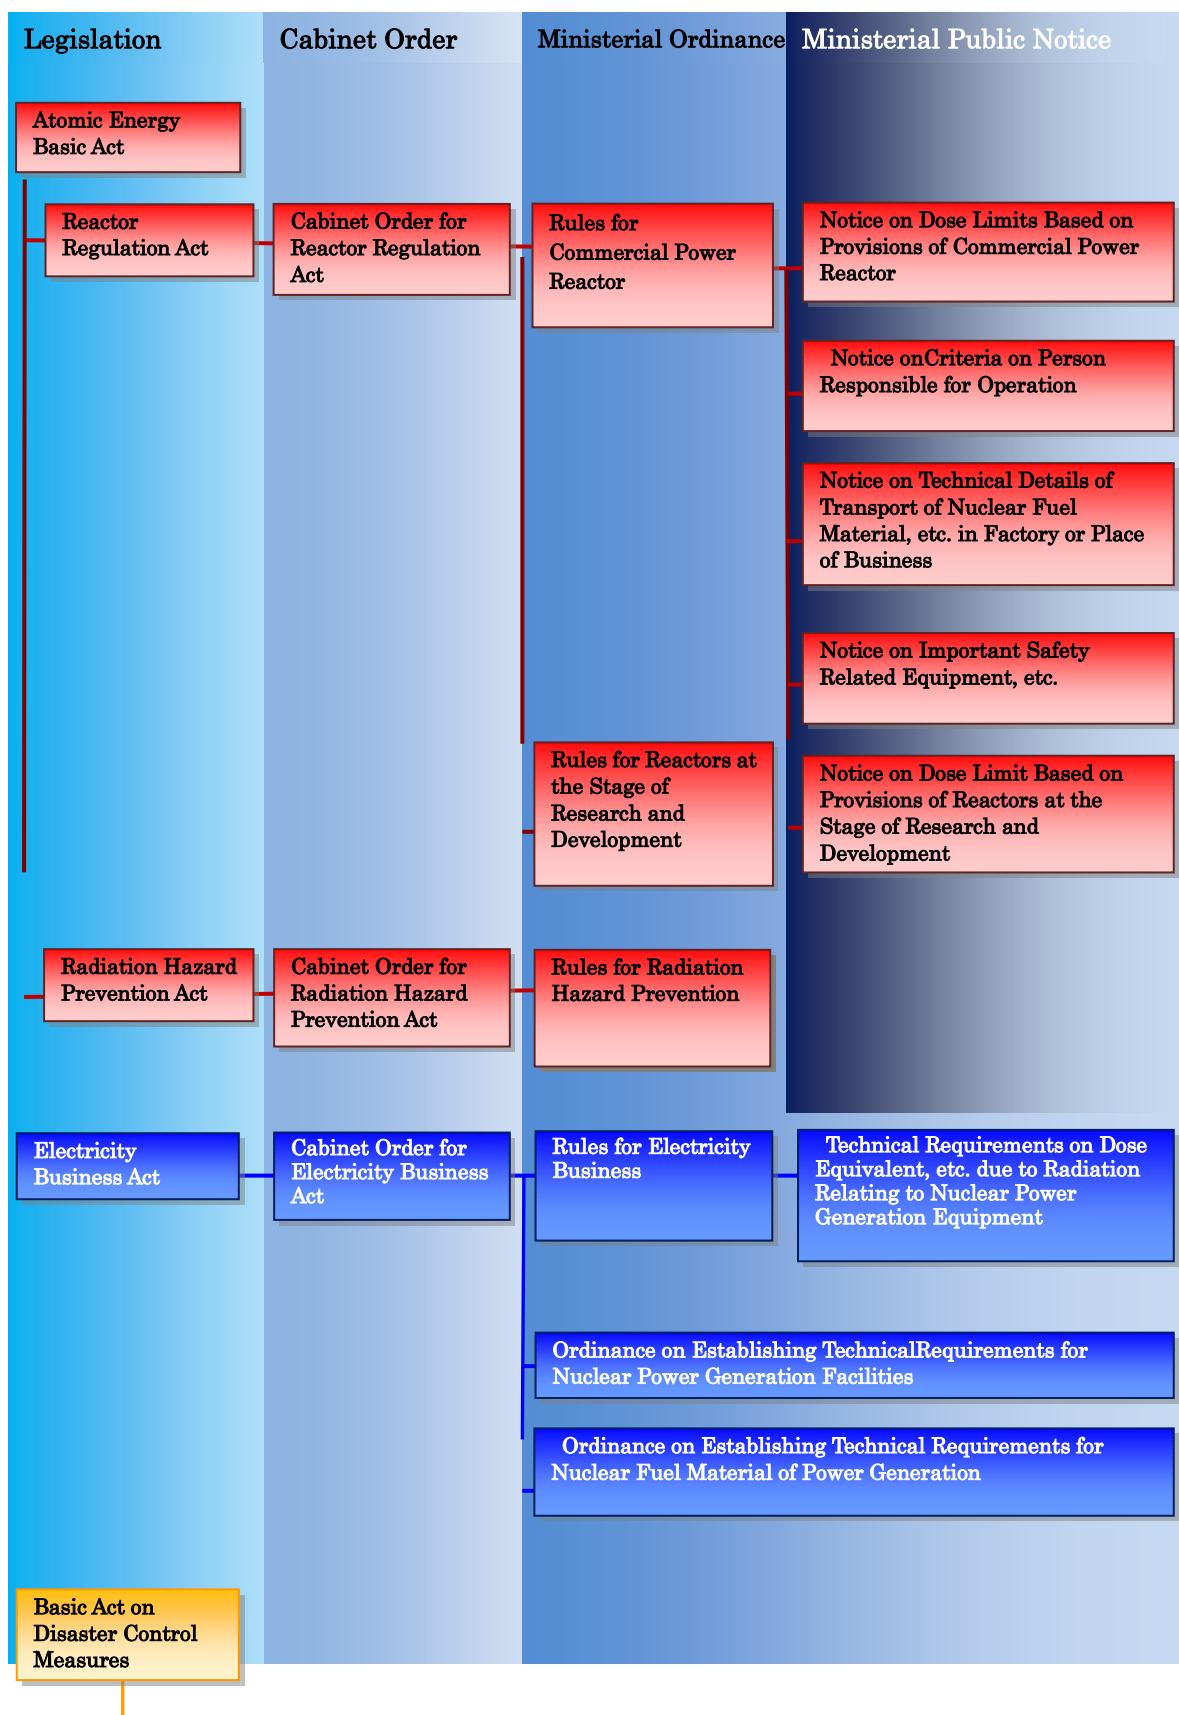 Legislation
Cabinet Order
Ministerial Ordinance
Ministerial Public Notice
Atomic Energy
Basic Act
Reactor
Regulation Act
Cabinet Order for
Reactor Regulation
Act
Rules for
Commercial Power
Reactor
Notice on Dose Limits Based on
Provisions of Commercial Power
Reactor
Notice onCriteria on Person
Responsible for Operation
Notice on Technical Details of
Transport of Nuclear Fuel
Material, etc. in Factory or Place
of Business
Notice on Important Safety
Related Equipment, etc.
Rules for Reactors at
the Stage of
Research and
Development
Notice on Dose Limit Based on
Provisions of Reactors at the
Stage of Research and
Development
Radiation Hazard
Prevention Act
Cabinet Order for
Radiation Hazard
Prevention Act
Rules for Radiation
Hazard Prevention
Electricity
Business Act
Cabinet Order for
Electricity Business
Act
Rules for Electricity
Business
Technical Requirements on Dose
Equivalent, etc. due to Radiation
Relating to Nuclear Power
Generation Equipment
Ordinance on Establishing TechnicalRequirements for
Nuclear Power Generation Facilities
Ordinance on Establishing Technical Requirements for
Nuclear Fuel Material of Power Generation
Basic Act on
Disaster Control
Measures